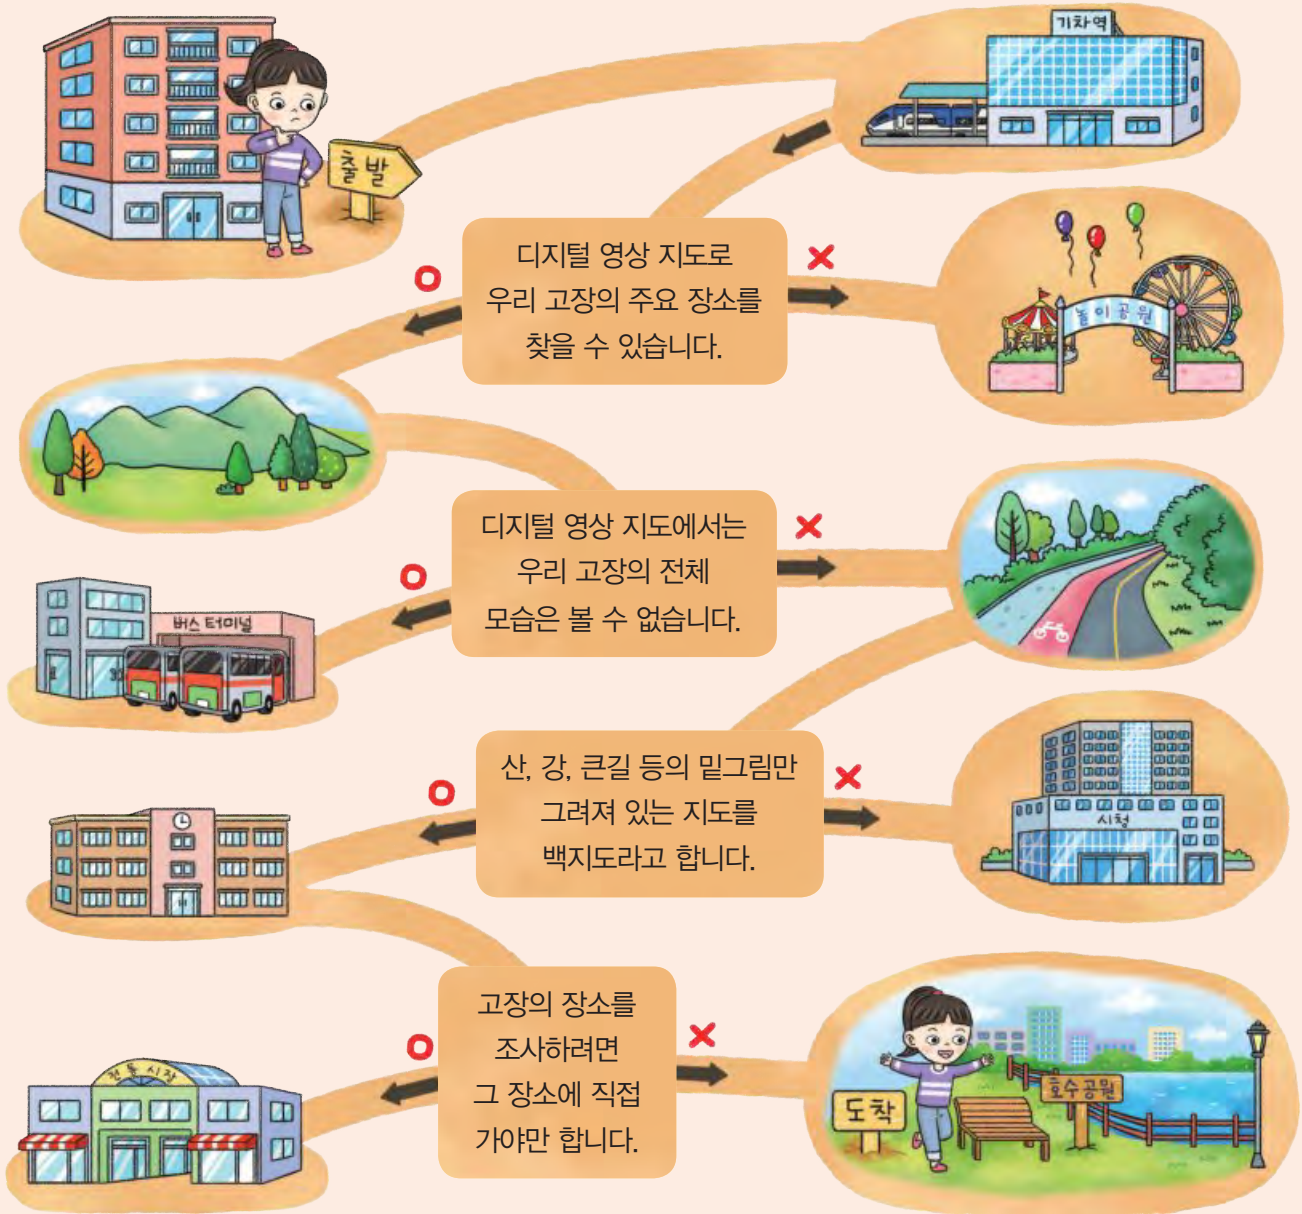 기차역
출발
디지털 영상 지도로
우리 고장의 주요 장소를
찾을 수 있습니다.
놀이공원
디지털 영상 지도에서는
우리 고장의 전체
모습은 볼 수 없습니다.
버스 터미널
산, 강, 큰길 등의 밑그림만
그려져 있는 지도를
백지도라고 합니다.
시청
고장의 장소를
조사하려면
그 장소에 직접
가야만 합니다.
전통시장
호수공원
도착